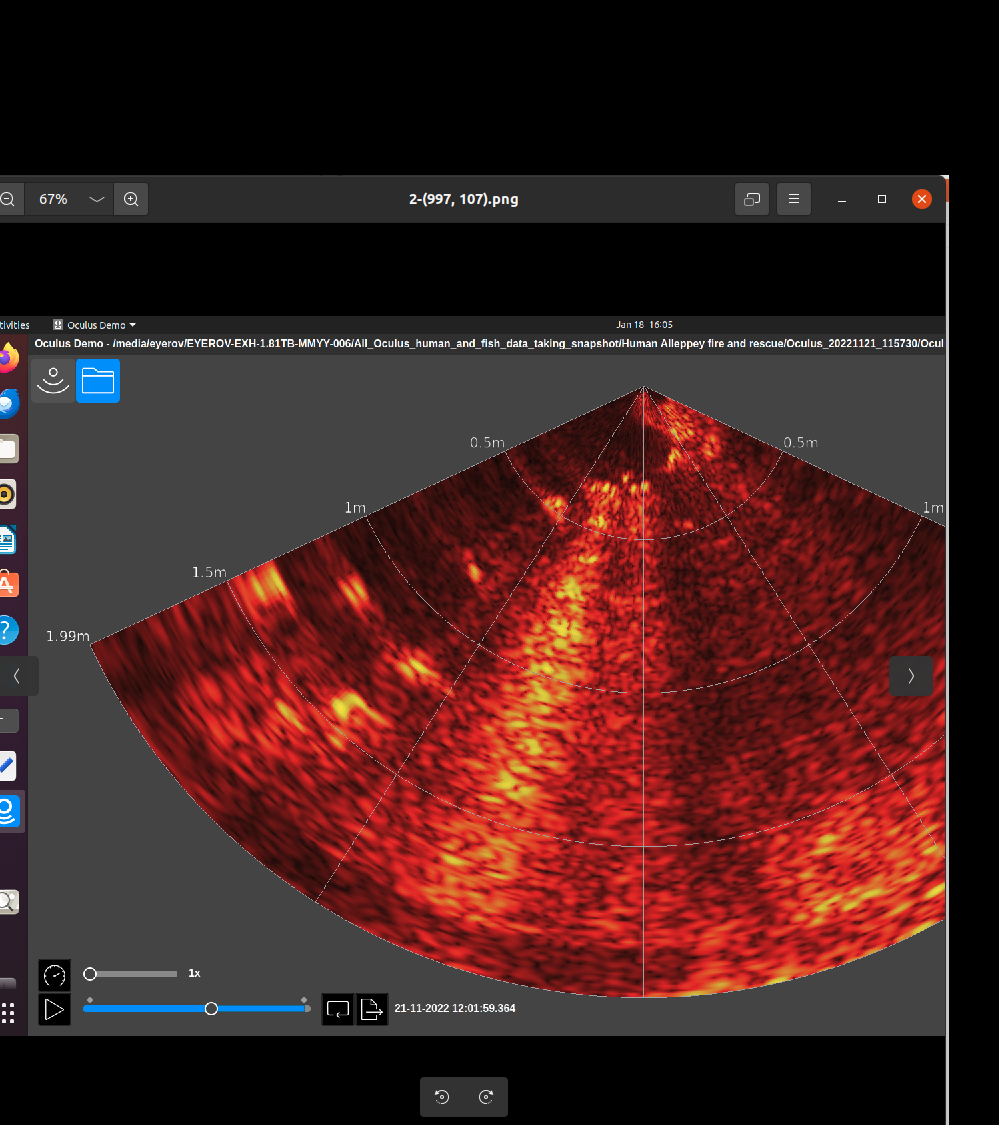 67%
2-(997, 107).png
tivities
Oculus Demo
Jan 18 16:05
Oculus Demo - /media/eyerov/EYEROV-EXH-1.81TB-MMYY-006/All_Oculus_human_and_fish_data_taking_snapshot/Human Alleppey fire and rescue/Oculus_20221121_115730/Ocul
0.5m
0.5m
1m
1m
1.5m
1.99m
1x
21-11-2022 12:01:59.364